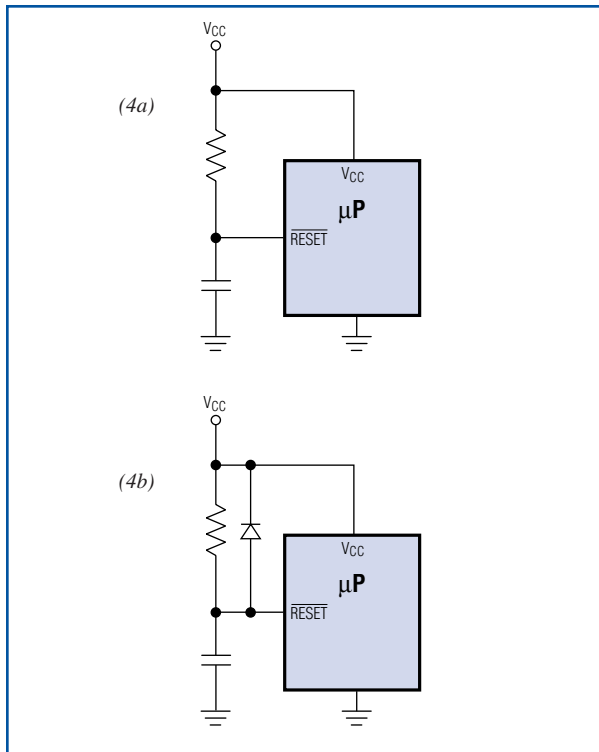 VCC
(4a)
VCC
μP
RESET
VCC
(4b)
VCC
μP
RESET